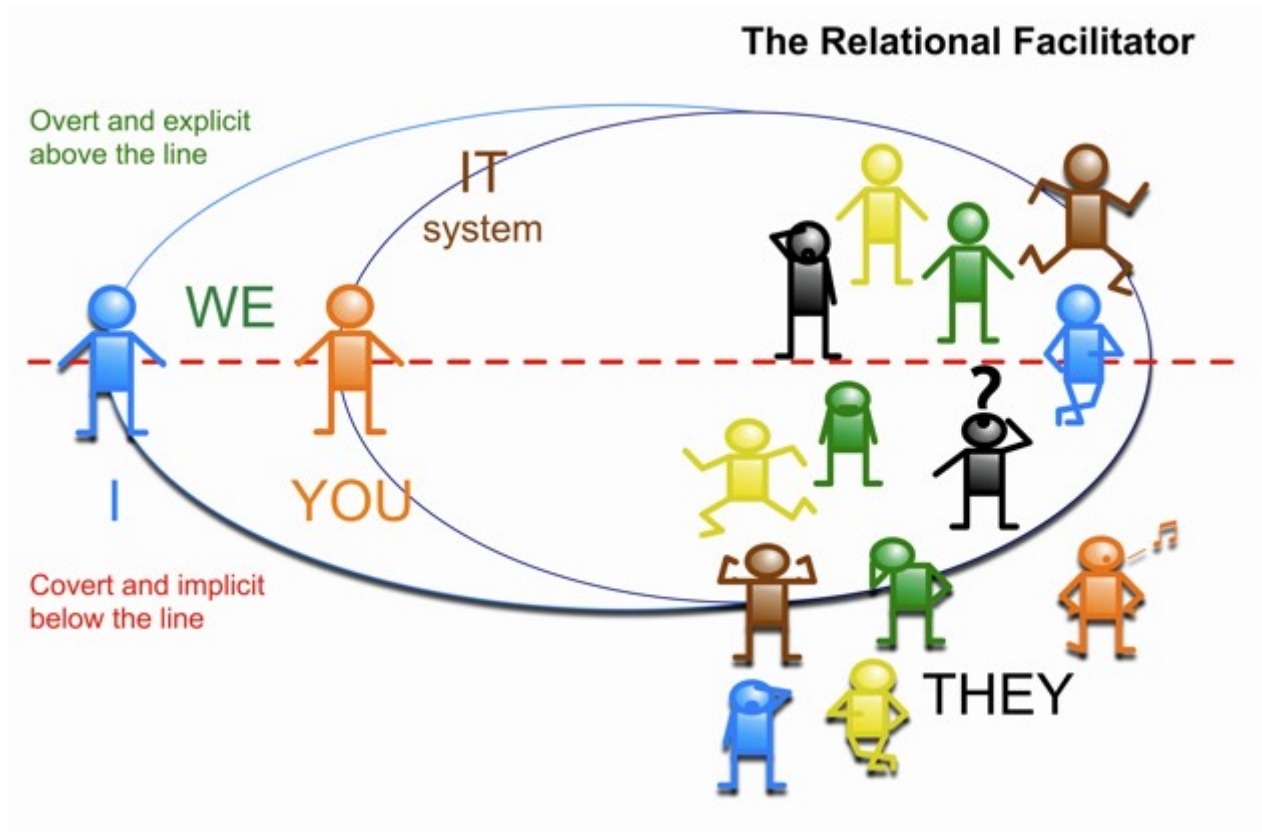 The Relational Facilitator
Overt and explicit
above the line
IT
system
WE
?
I
YOU
Covert and implicit
below the line
THEY